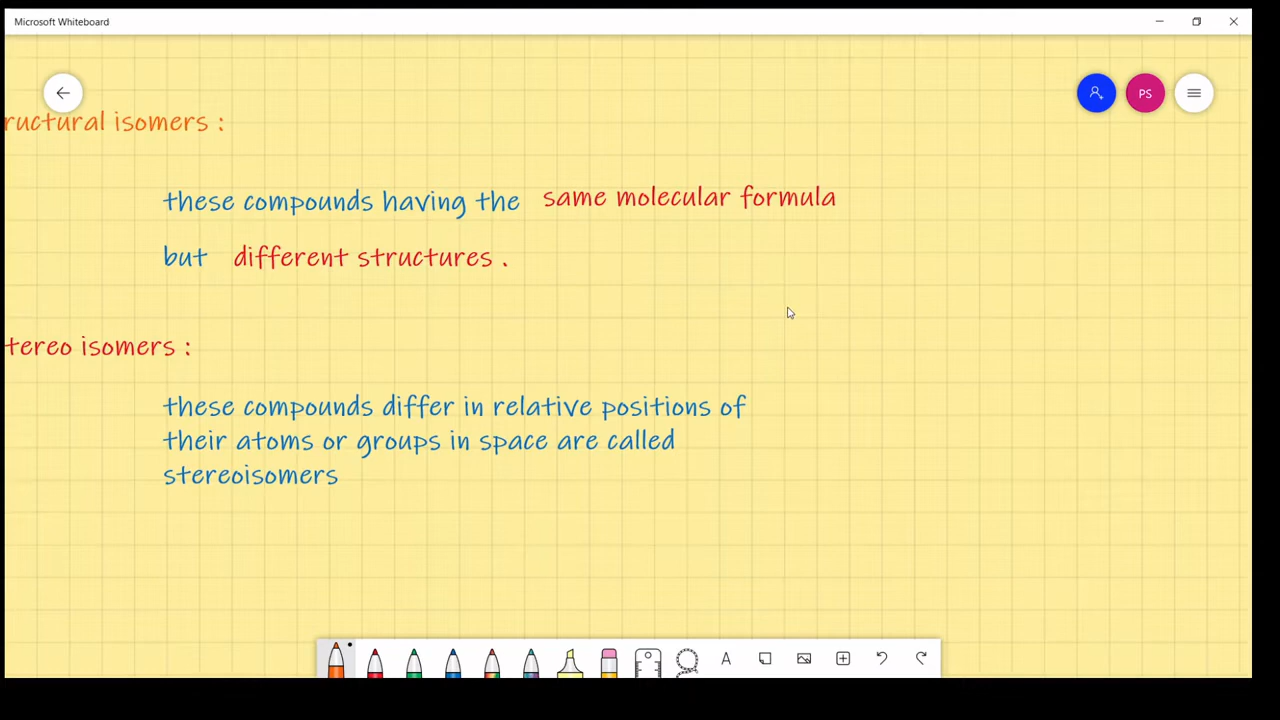 Microsoft Whiteboard
PS
ructural isomers :
these compounds having the same molecular formula
but different structures .
tereo isomers :
these compounds differ in relative positions of
their atoms or groups in space are called
stereoisomers
A